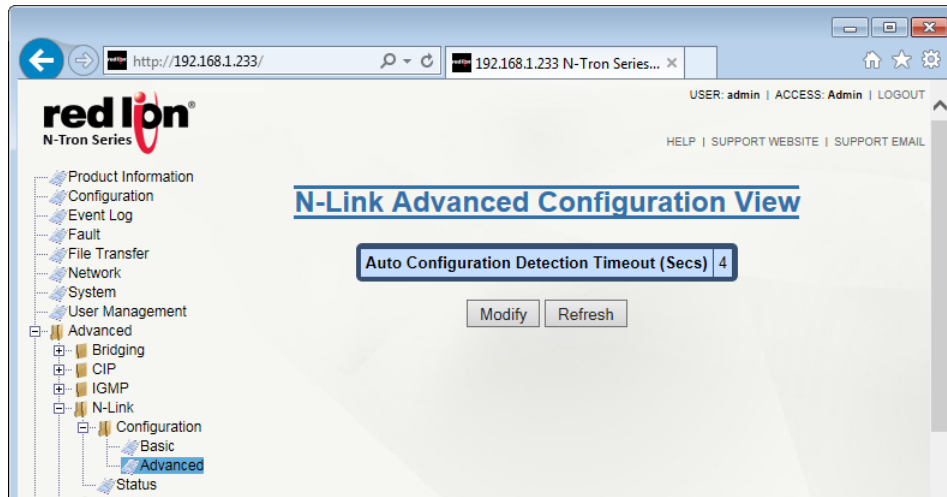 http://192.168.1.233/
192.168.1.233 N-Tron Series...
USER: admin | ACCESS: Admin | LOGOUT
red lion®
N-Tron Series
HELP | SUPPORT WEBSITE | SUPPORT EMAIL
Product Information
Configuration
Event Log
Fault
File Transfer
Network
System
User Management
Advanced
Bridging
CIP
IGMP
N-Link
Configuration
Basic
Advanced
Status
N-Link Advanced Configuration View
Auto Configuration Detection Timeout (Secs) 4
Modify Refresh